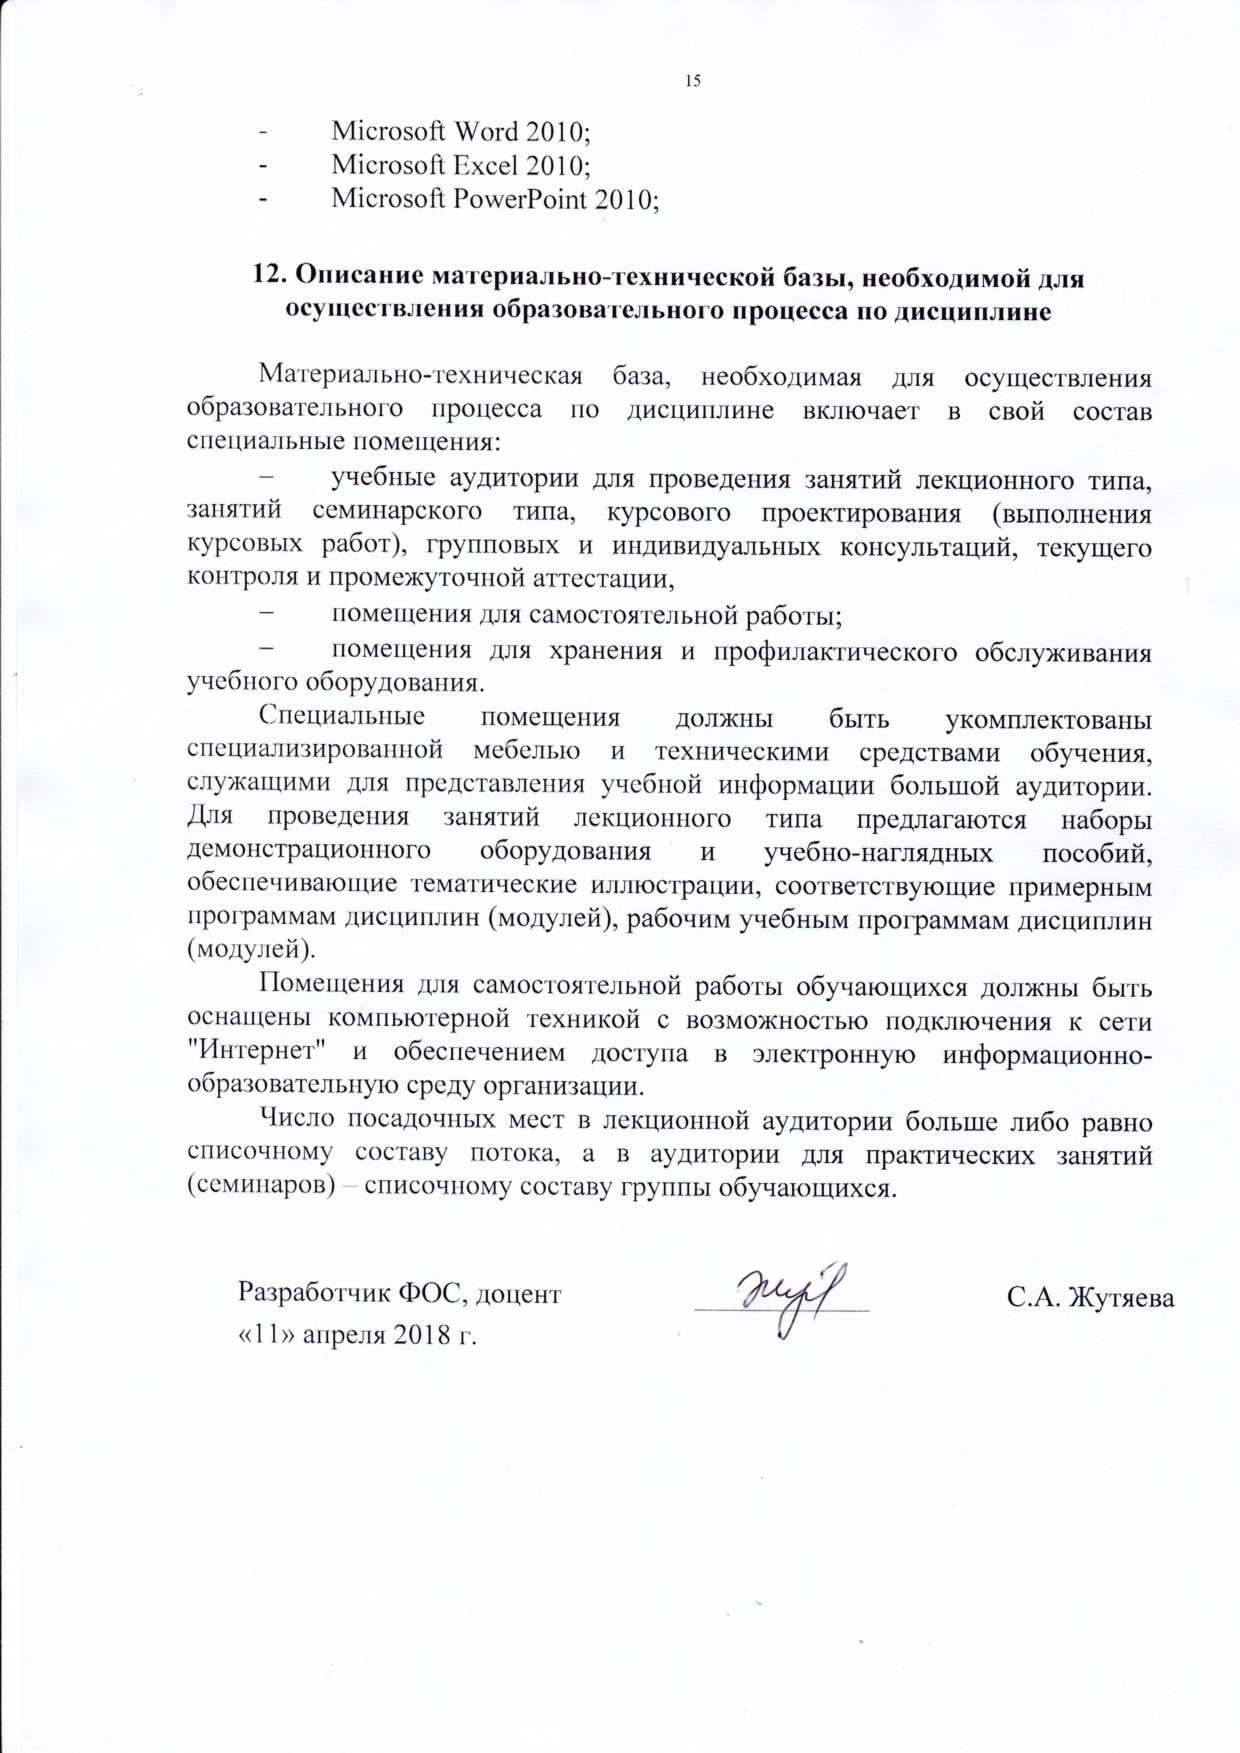 15
- Microsoft Word 2010;
- Microsoft Excel 2010;
- Microsoft PowerPoint 2010;
12. Описание материально-технической базы, необходимой для
осуществления образовательного процесса по дисциплине
Материально-техническая база, необходимая для осуществления
образовательного процесса по дисциплине включает в свой состав
специальные помещения:
– учебные аудитории для проведения занятий лекционного типа,
занятий семинарского типа, курсового проектирования (выполнения
курсовых работ), групповых и индивидуальных консультаций, текущего
контроля и промежуточной аттестации,
– помещения для самостоятельной работы;
– помещения для хранения и профилактического обслуживания
учебного оборудования.
Специальные помещения должны быть укомплектованы
специализированной мебелью и техническими средствами обучения,
служащими для представления учебной информации большой аудитории.
Для проведения занятий лекционного типа предлагаются наборы
демонстрационного оборудования и учебно-наглядных пособий,
обеспечивающие тематические иллюстрации, соответствующие примерным
программам дисциплин (модулей), рабочим учебным программам дисциплин
(модулей).
Помещения для самостоятельной работы обучающихся должны быть
оснащены компьютерной техникой с возможностью подключения к сети
"Интернет" и обеспечением доступа в электронную информационно-
образовательную среду организации.
Число посадочных мест в лекционной аудитории больше либо равно
списочному составу потока, а в аудитории для практических занятий
(семинаров) – списочному составу группы обучающихся.
Разработчик ФОС, доцент С.А. Жутяева
«11» апреля 2018 г.